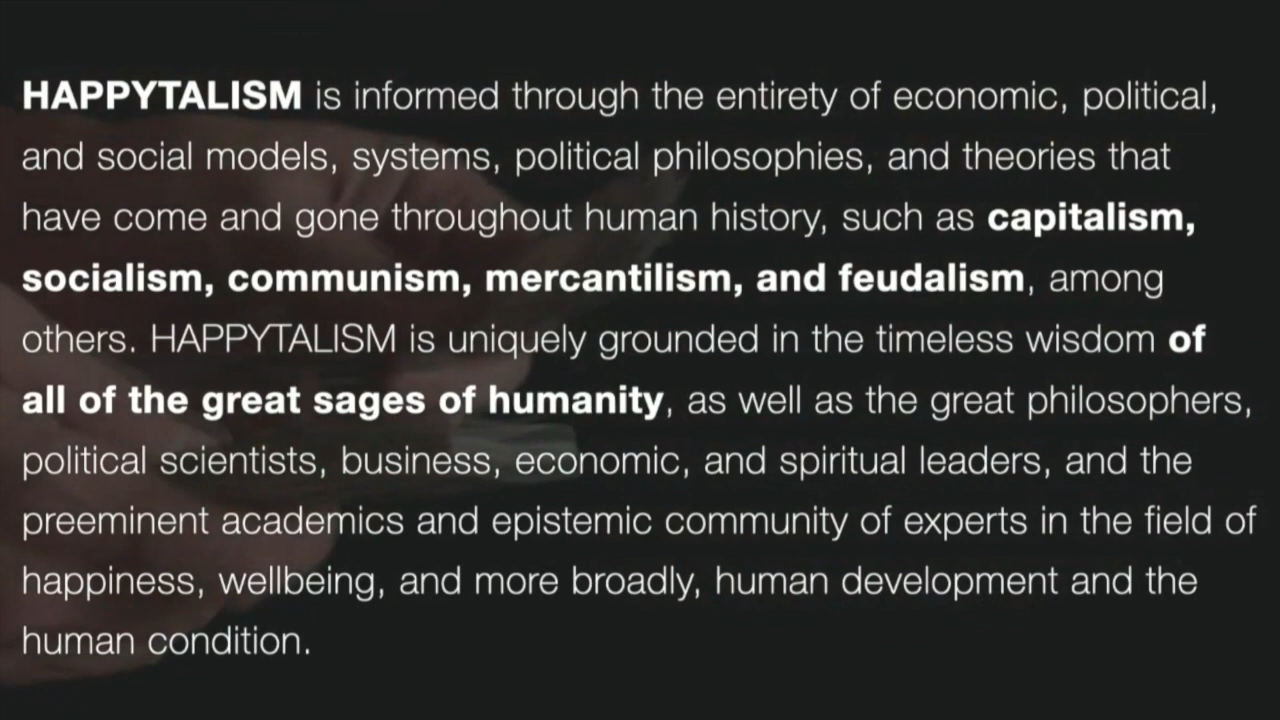 HAPPYTALISM is informed through the entirety of economic, political,
and social models, systems, political philosophies, and theories that
have come and gone throughout human history, such as capitalism,
socialism, communism, mercantilism, and feudalism, among
others. HAPPYTALISM is uniquely grounded in the timeless wisdom of
all of the great sages of humanity, as well as the great philosophers,
political scientists, business, economic, and spiritual leaders, and the
preeminent academics and epistemic community of experts in the field of
happiness, wellbeing, and more broadly, human development and the
human condition.